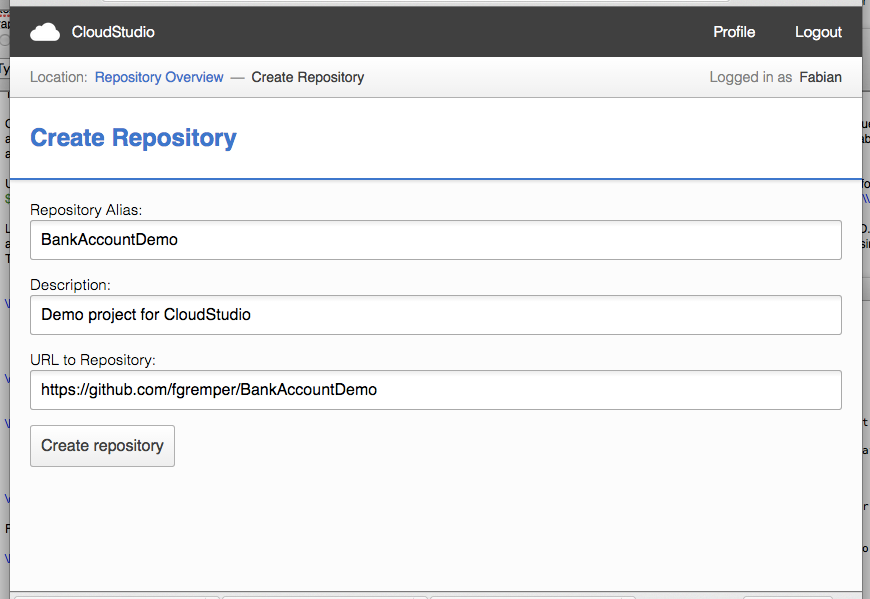 CloudStudio Profile Logout
Location: Repository Overview — Create Repository Logged in as Fabian
Create Repository
Repository Alias:
BankAccountDemo
Description:
Demo project for CloudStudio
URL to Repository:
https://github.com/fgremper/BankAccountDemo
Create repository